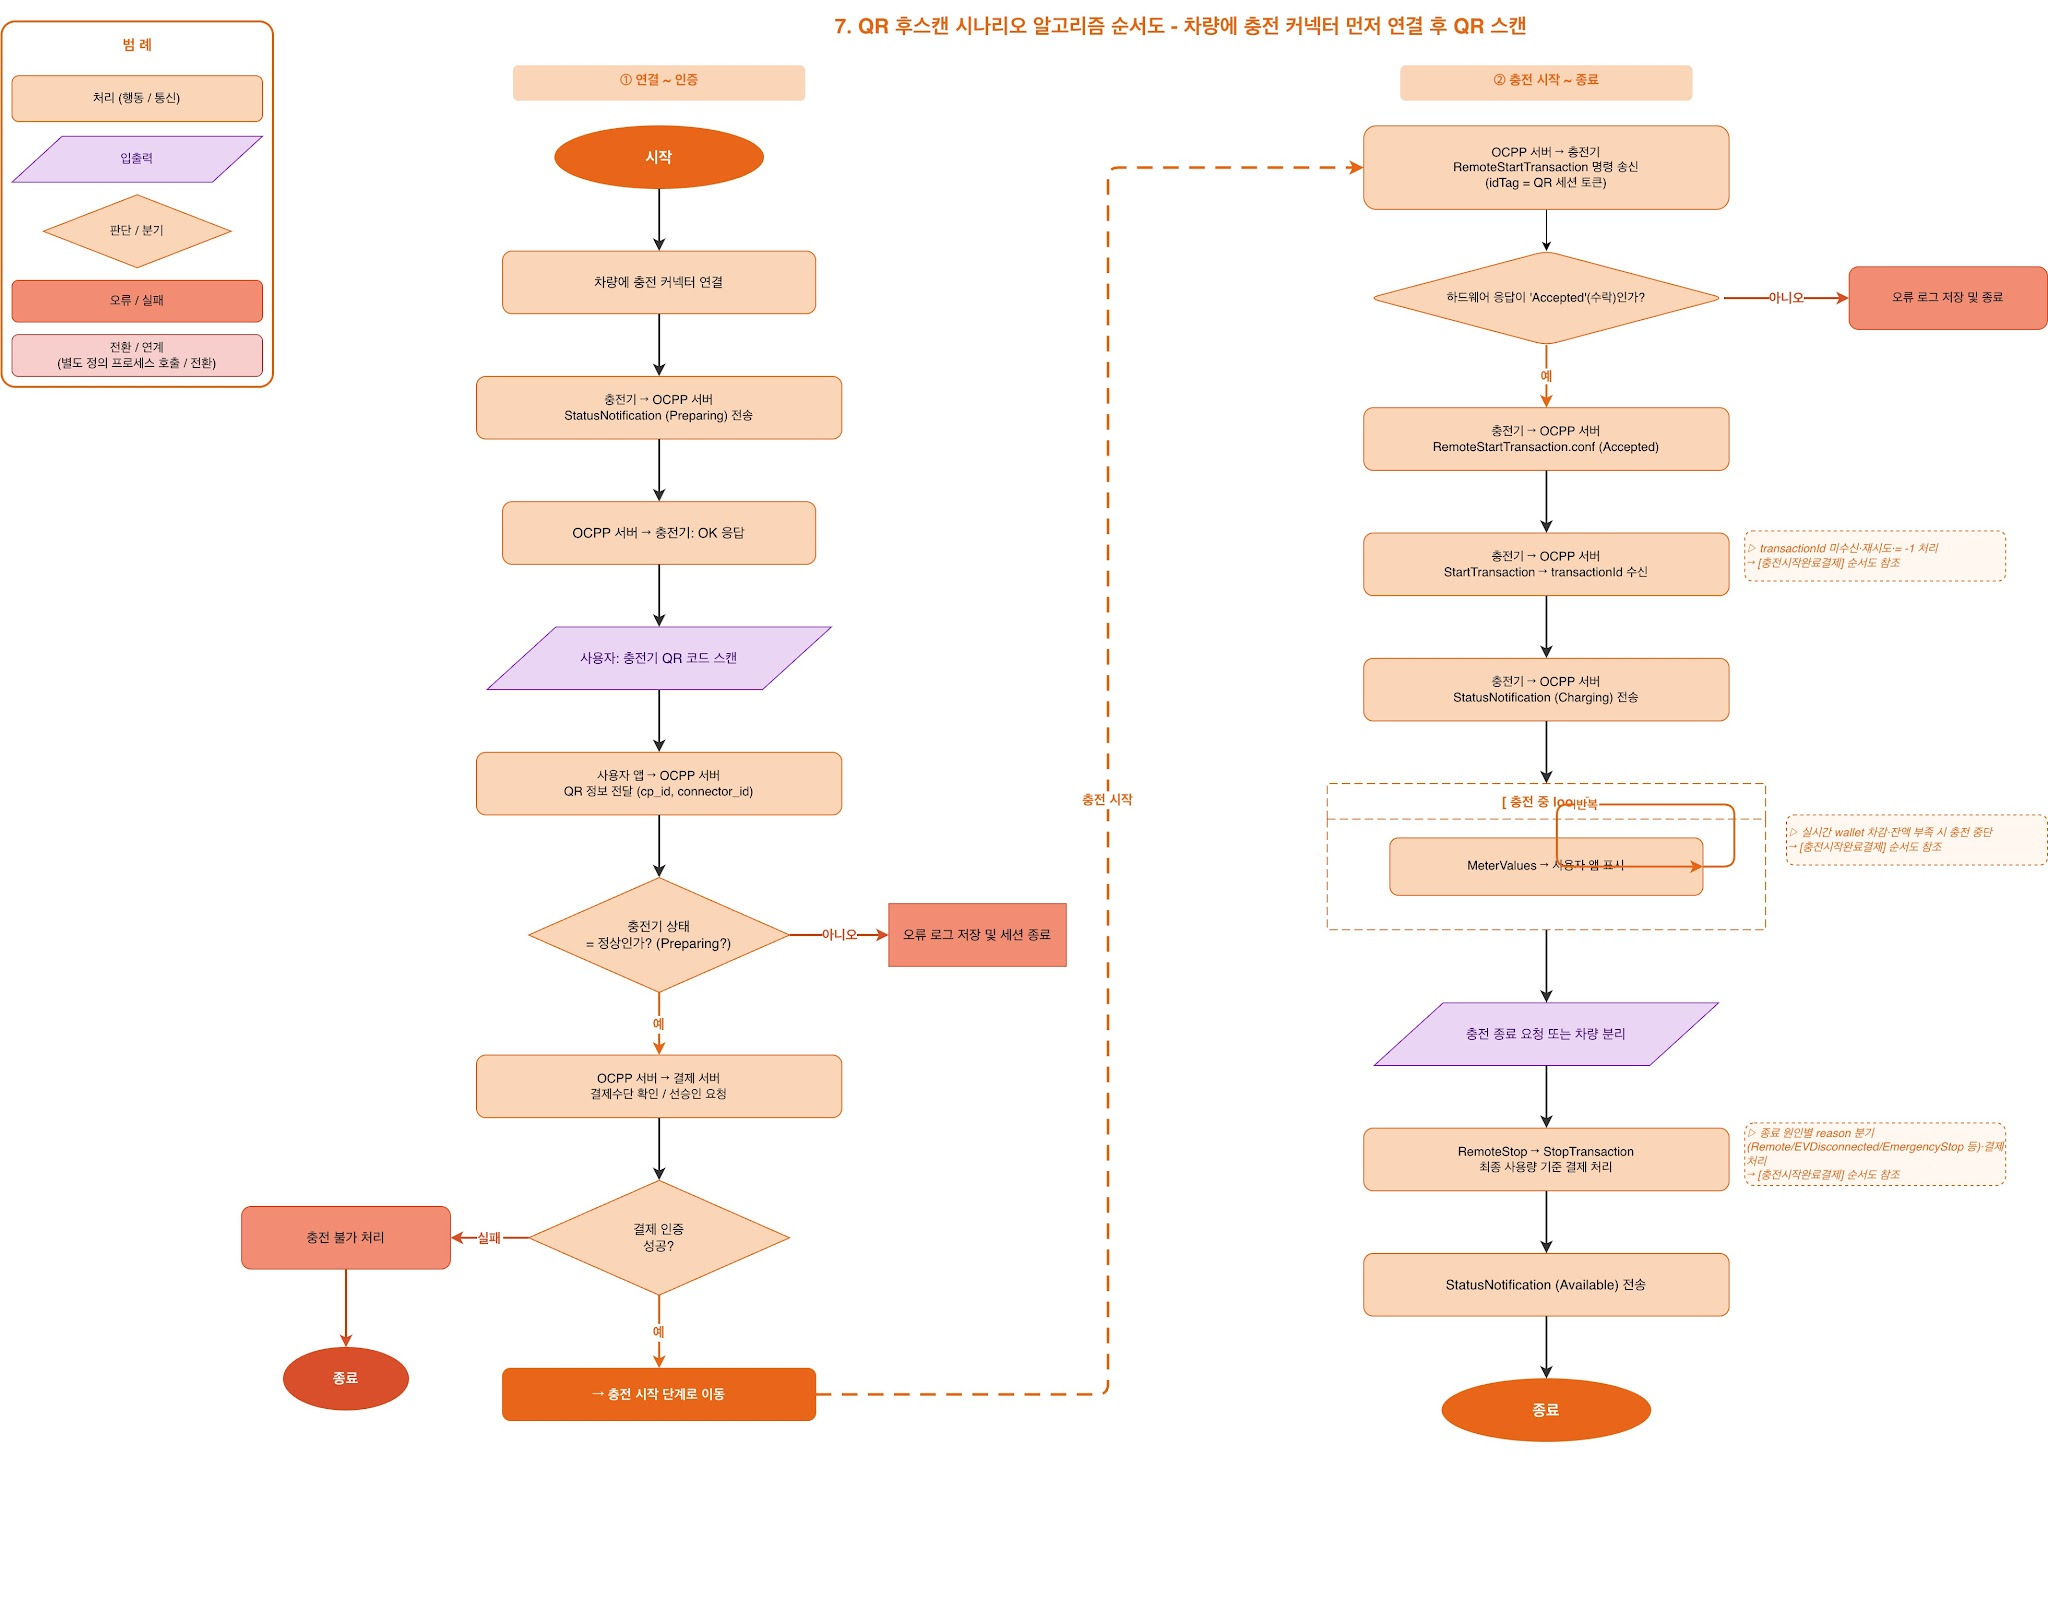 7. QR 후스캔 시나리오 알고리즘 순서도 - 차량에 충전 커넥터 먼저 연결 후 QR 스캔
범 례
처리 (행동 / 통신)
입출력
판단 / 분기
오류 / 실패
전환 / 연계
(별도 정의 프로세스 호출 / 전환)
① 연결 ~ 인증
시작
차량에 충전 커넥터 연결
충전기 → OCPP 서버
StatusNotification (Preparing) 전송
OCPP 서버 → 충전기: OK 응답
사용자: 충전기 QR 코드 스캔
사용자 앱 → OCPP 서버
QR 정보 전달 (cp_id, connector_id)
충전기 상태
= 정상인가? (Preparing?)
아니오
오류 로그 저장 및 세션 종료
예
OCPP 서버 → 결제 서버
결제수단 확인 / 선승인 요청
결제 인증
성공?
실패
충전 불가 처리
종료
예
→ 충전 시작 단계로 이동
충전 시작
② 충전 시작 ~ 종료
OCPP 서버 → 충전기
RemoteStartTransaction 명령 송신
(idTag = QR 세션 토큰)
하드웨어 응답이 'Accepted'(수락)인가?
아니오
오류 로그 저장 및 종료
예
충전기 → OCPP 서버
RemoteStartTransaction.conf (Accepted)
충전기 → OCPP 서버
StartTransaction → transactionId 수신
▷ transactionId 미수신·재시도·= -1 처리
→ [충전시작완료결제] 순서도 참조
충전기 → OCPP 서버
StatusNotification (Charging) 전송
[ 충전 중
반복
MeterValues → 사용자 앱 표시
▷ 실시간 wallet 차감·잔액 부족 시 충전 중단
→ [충전시작완료결제] 순서도 참조
충전 종료 요청 또는 차량 분리
RemoteStop → StopTransaction
최종 사용량 기준 결제 처리
▷ 종료 원인별 reason 분기
(Remote/EVDisconnected/EmergencyStop 등)·결제
처리
→ [충전시작완료결제] 순서도 참조
StatusNotification (Available) 전송
종료